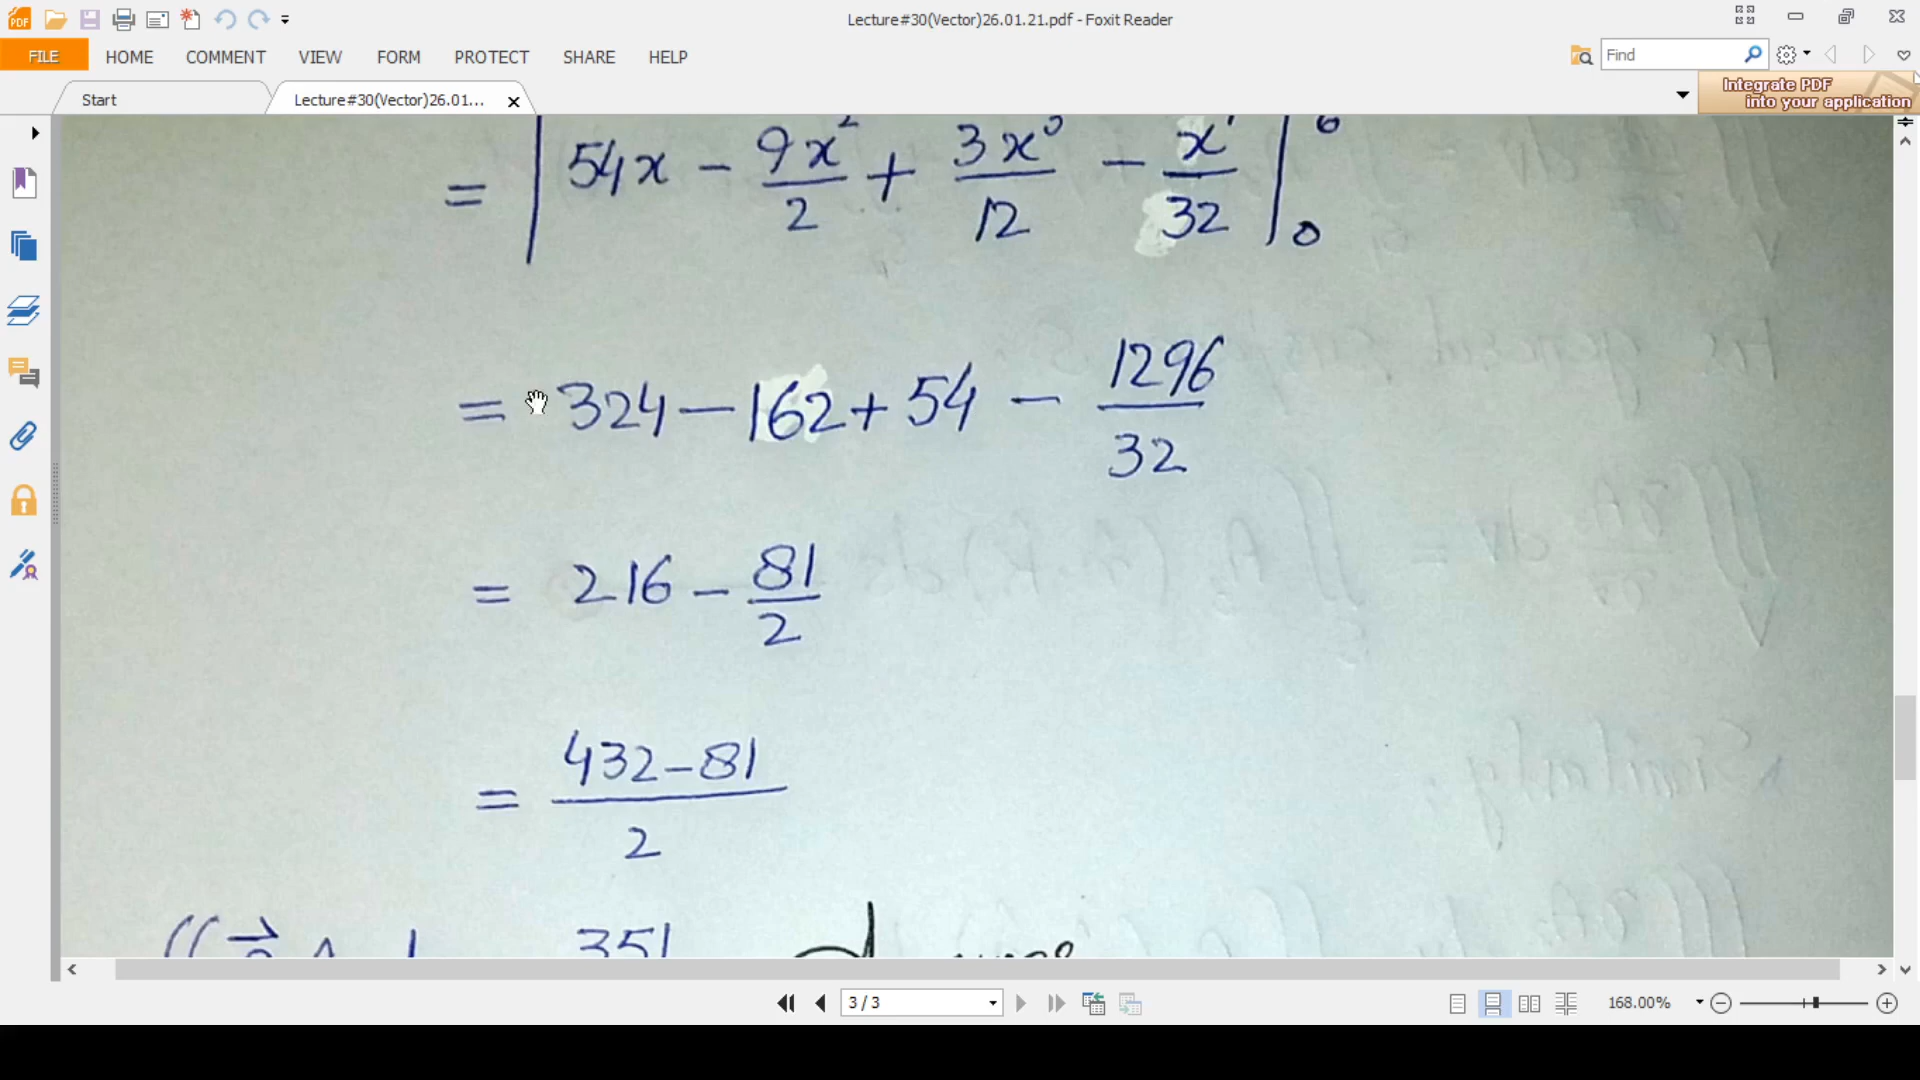 Lecture#30(Vector)26.01.21.pdf - Foxit Reader
FILE HOME COMMENT VIEW FORM PROTECT SHARE HELP
Find
Start Lecture#30(Vector)26.01...
Integrate PDF
into your application
= | 54x - 9x²/2 + 3x³/12 - x/32 |₀⁶
= 324 - 162 + 54 - 1296/32
= 216 - 81/2
= 432-81/2
351
3 / 3
168.00%